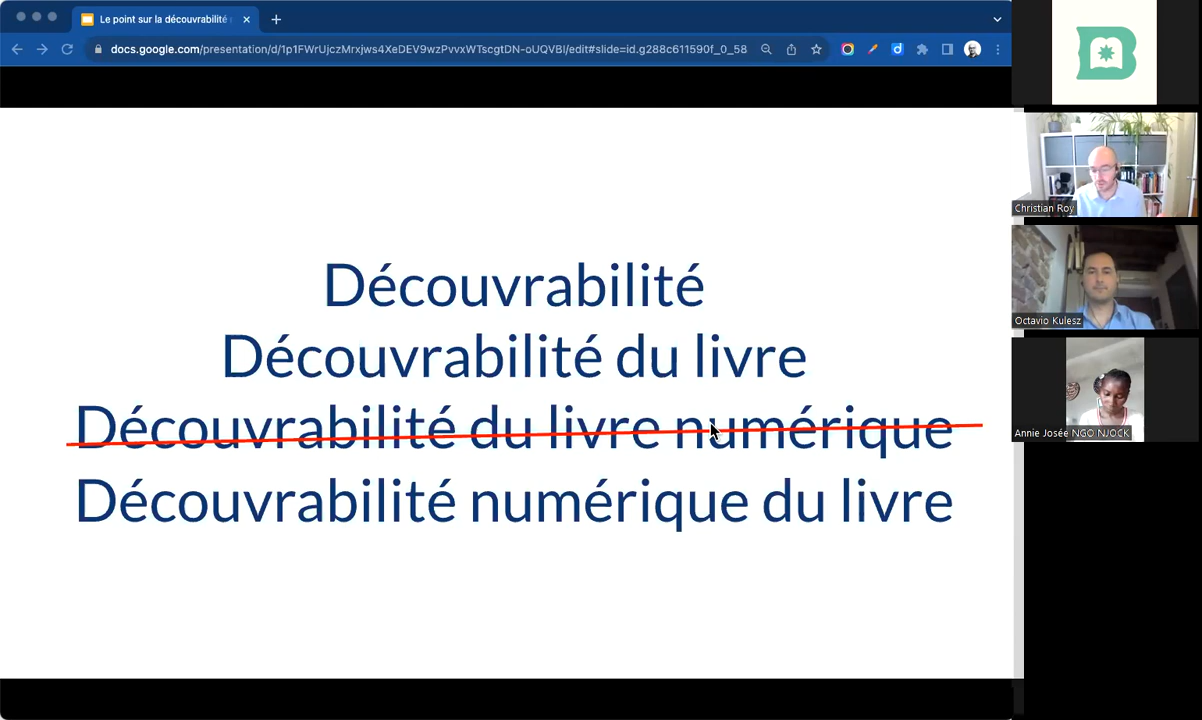 Le point sur la découvrabilité
docs.google.com/presentation/d/1p1FWrUjczMrxjws4XeDEV9wzPvvxWTscgtDN-oUQVBI/edit#slide=id.g288c611590f_0_58
Découvrabilité
Découvrabilité du livre
Découvrabilité du livre numérique
Découvrabilité numérique du livre
Christian Roy
Octavio Kulesz
Annie Josée NGO NJOCK